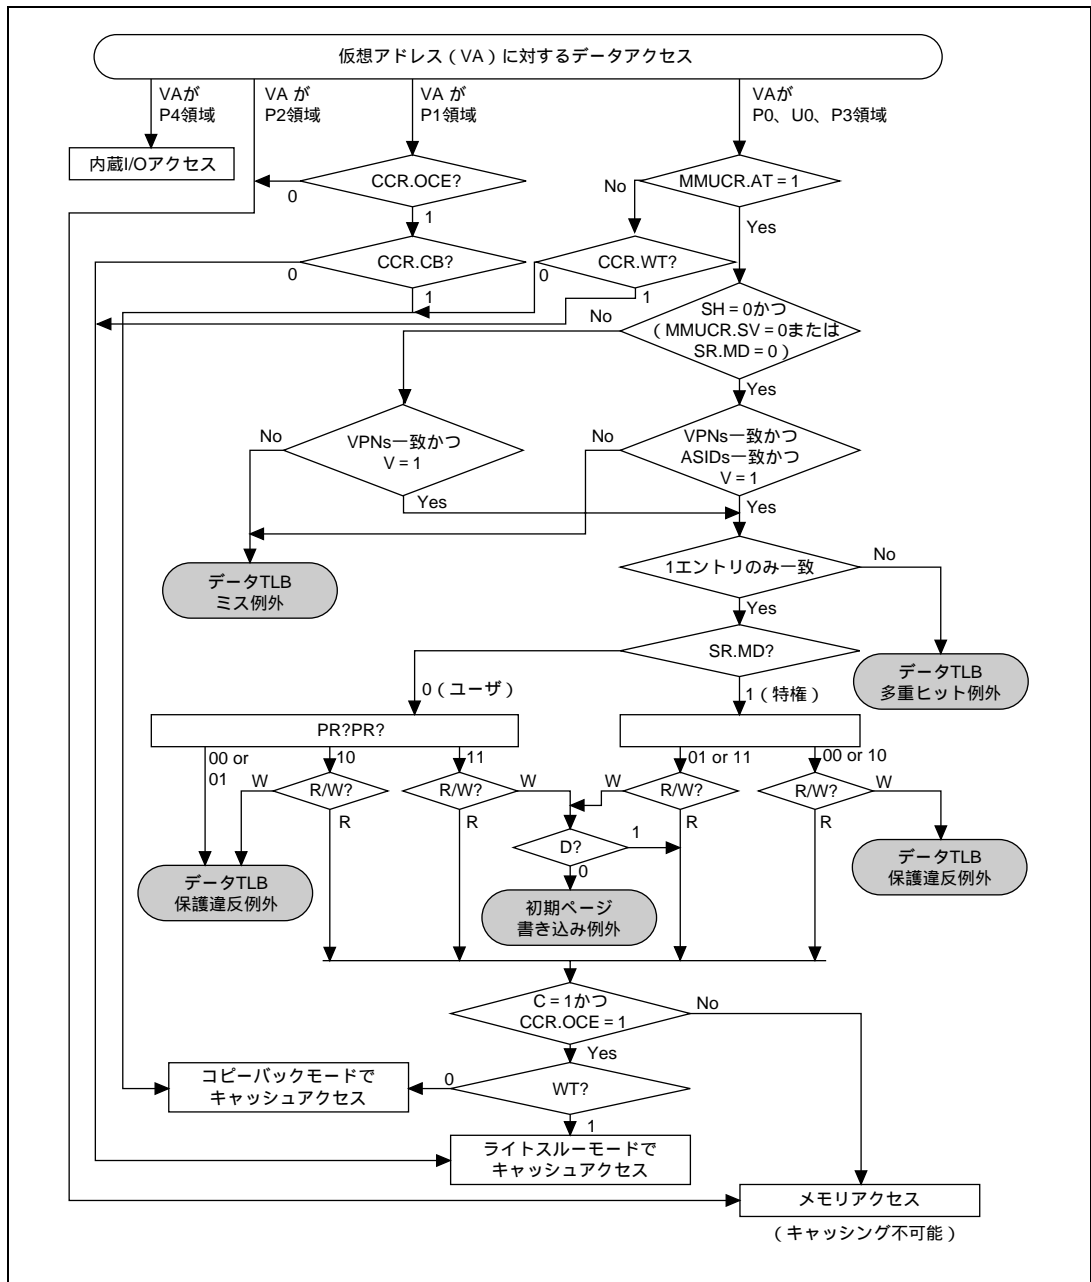 仮想アドレス（VA）に対するデータアクセス
VAが
P4領域
VA が
P2領域
VA が
P1領域
VAが
P0、U0、P3領域
内蔵I/Oアクセス
CCR.OCE?
0
1
MMUCR.AT = 1
No
Yes
CCR.CB?
0
1
CCR.WT?
0
1
SH = 0かつ
（MMUCR.SV = 0または
SR.MD = 0）
No
Yes
VPNs一致かつ
V = 1
No
Yes
VPNs一致かつ
ASIDs一致かつ
V = 1
No
Yes
データTLB
ミス例外
1エントリのみ一致
No
Yes
SR.MD?
データTLB
多重ヒット例外
0（ユーザ）
1（特権）
PR?PR?
00 or
01
10
11
01 or 11
00 or 10
W
R/W?
R
R/W?
W
R
W
R/W?
R
R/W?
W
R
D?
1
0
データTLB
保護違反例外
初期ページ
書き込み例外
データTLB
保護違反例外
C = 1かつ
CCR.OCE = 1
No
Yes
コピーバックモードで
キャッシュアクセス
0
WT?
1
ライトスルーモードで
キャッシュアクセス
メモリアクセス
（キャッシング不可能）